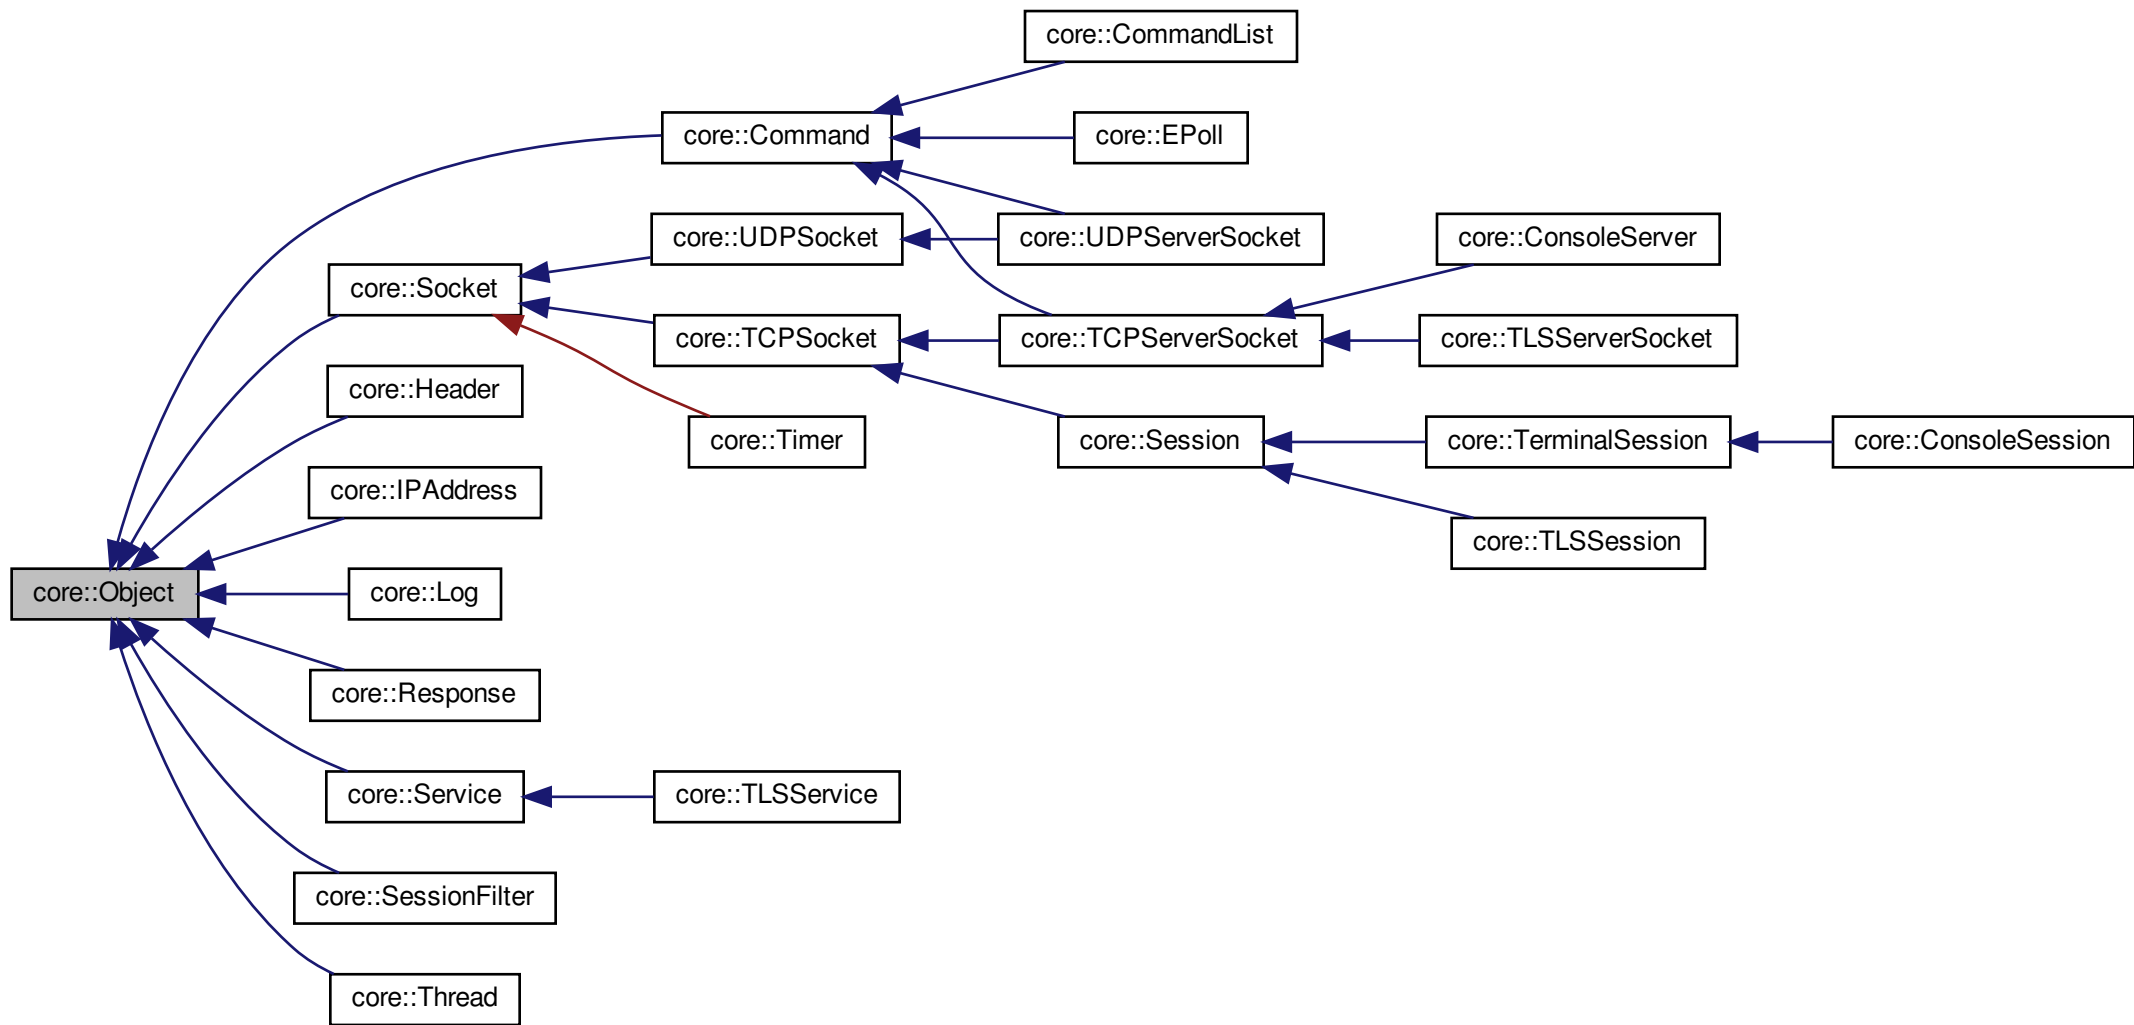 core::CommandList
core::Command
core::EPoll
core::UDPSocket
core::UDPServerSocket
core::ConsoleServer
core::Socket
core::TCPSocket
core::TCPServerSocket
core::TLSServerSocket
core::Header
core::Timer
core::Session
core::TerminalSession
core::ConsoleSession
core::IPAddress
core::TLSSession
core::Object
core::Log
core::Response
core::Service
core::TLSService
core::SessionFilter
core::Thread